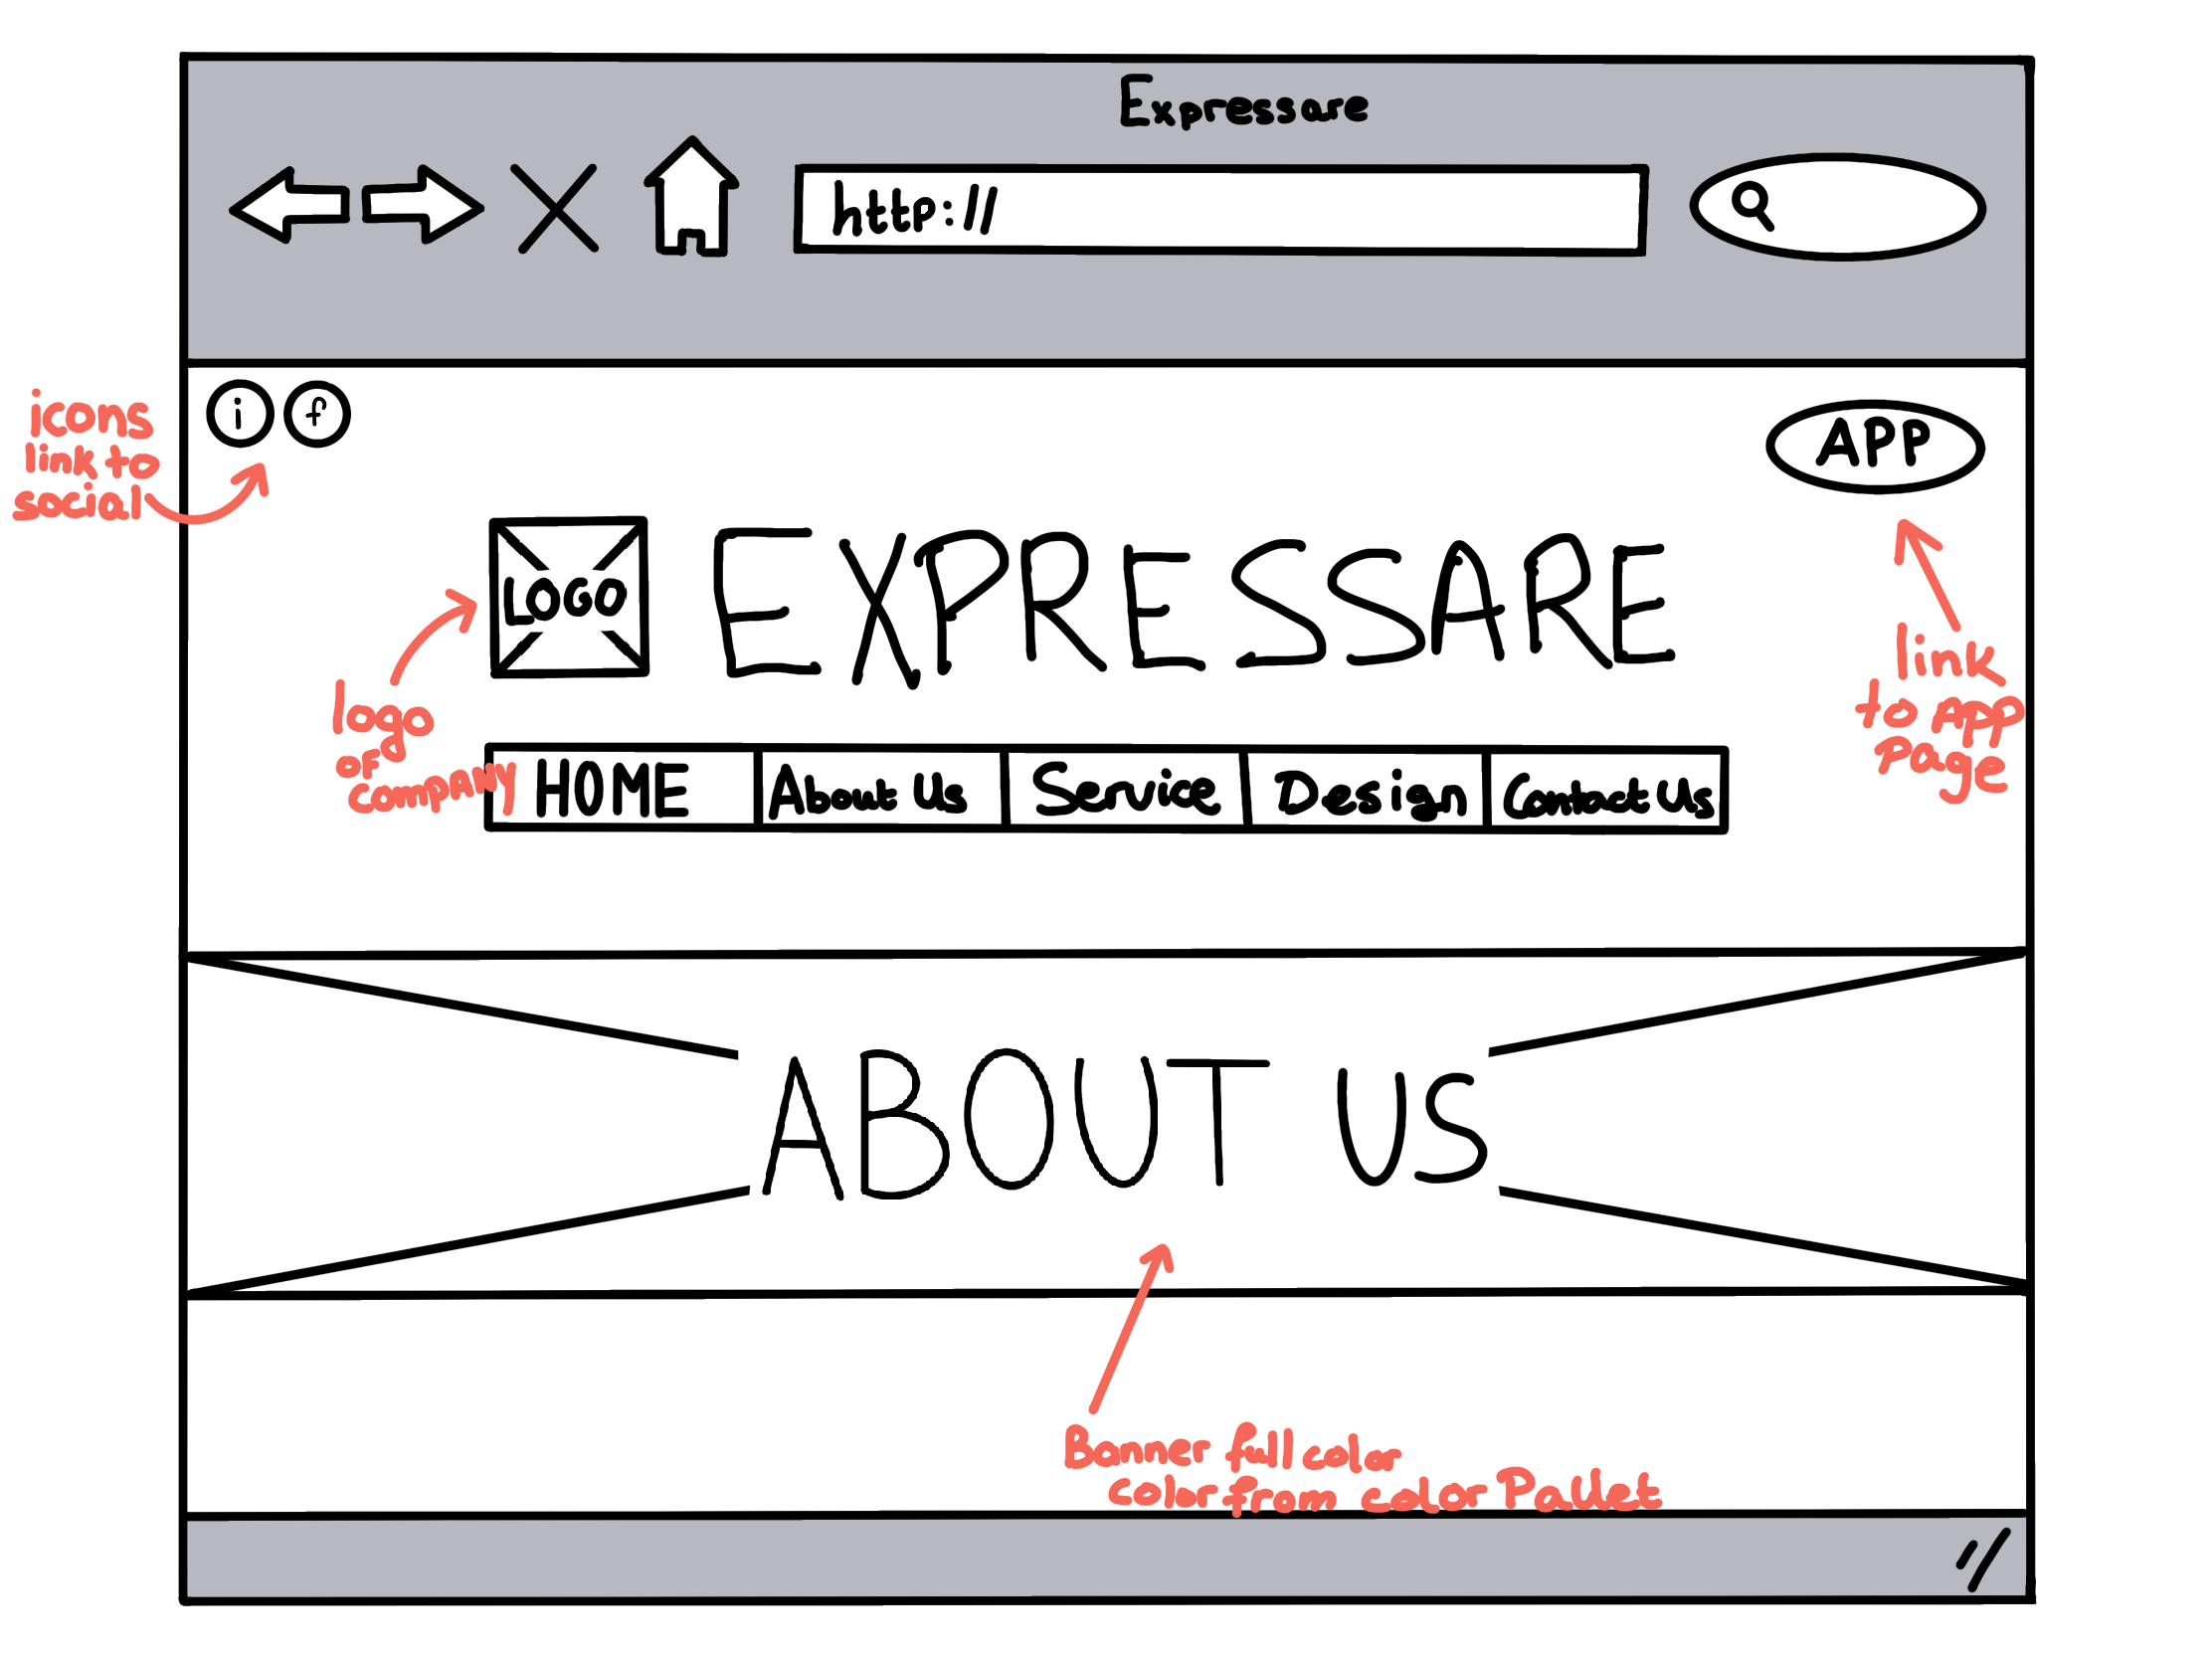 Expressare
http://
i f
APP
icons
link to
social
LOGO
EXPRESSARE
link
to App
Page
logo
of
company
HOME About Us Service Design Contact Us
ABOUT US
Banner full color
color from color Pallet